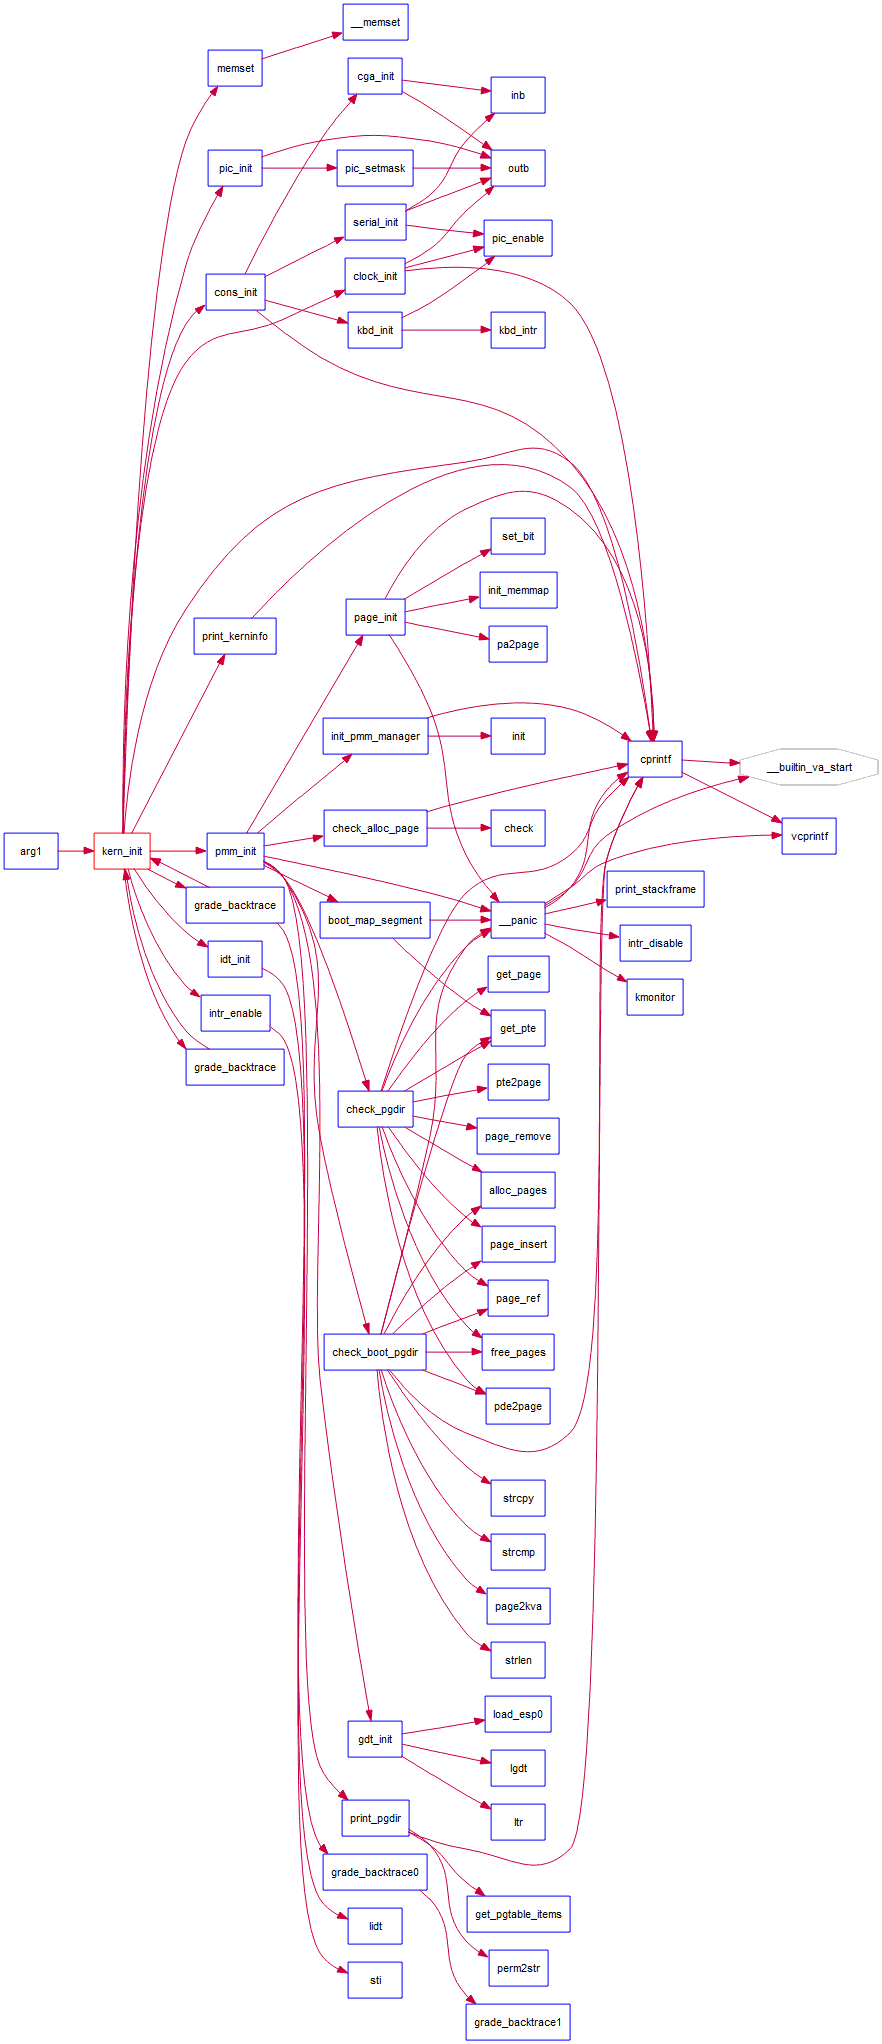 __memset
memset
cga_init
inb
pic_init
pic_setmask
outb
serial_init
pic_enable
clock_init
cons_init
kbd_init
kbd_intr
set_bit
init_memmap
page_init
print_kerninfo
pa2page
init_pmm_manager
init
cprintf
__builtin_va_start
check_alloc_page
check
vcprintf
arg1
kern_init
pmm_init
print_stackframe
grade_backtrace
boot_map_segment
__panic
intr_disable
idt_init
get_page
kmonitor
intr_enable
get_pte
grade_backtrace
pte2page
check_pgdir
page_remove
alloc_pages
page_insert
page_ref
check_boot_pgdir
free_pages
pde2page
strcpy
strcmp
page2kva
strlen
load_esp0
gdt_init
lgdt
print_pgdir
ltr
grade_backtrace0
get_pgtable_items
lidt
perm2str
sti
grade_backtrace1